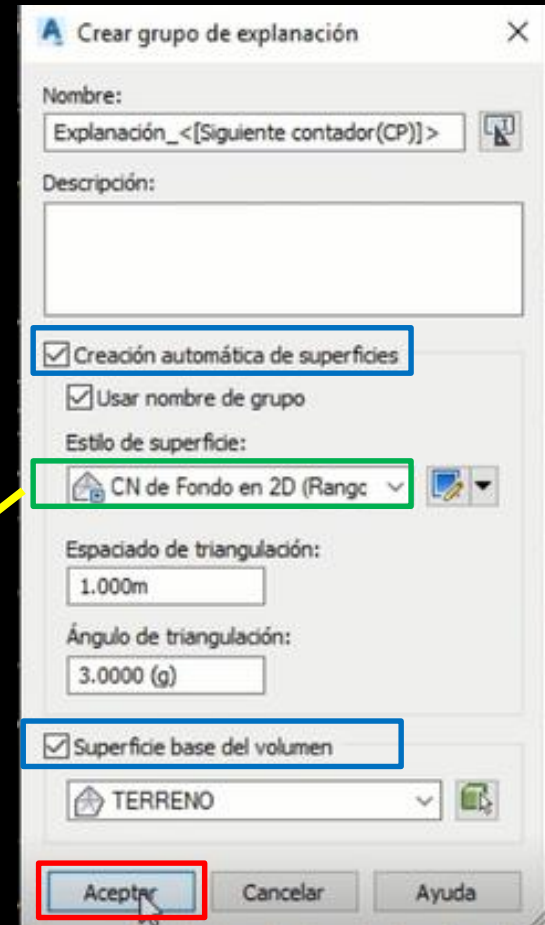 Crear grupo de explanación
Nombre:
Explanación_<[Siguiente contador(CP)]>
Descripción:
Creación automática de superficies
Usar nombre de grupo
Estilo de superficie:
CN de Fondo en 2D (Rango
Espaciado de triangulación:
1.000m
Ángulo de triangulación:
3.0000 (g)
Superficie base del volumen
TERRENO
Aceptar Cancelar Ayuda